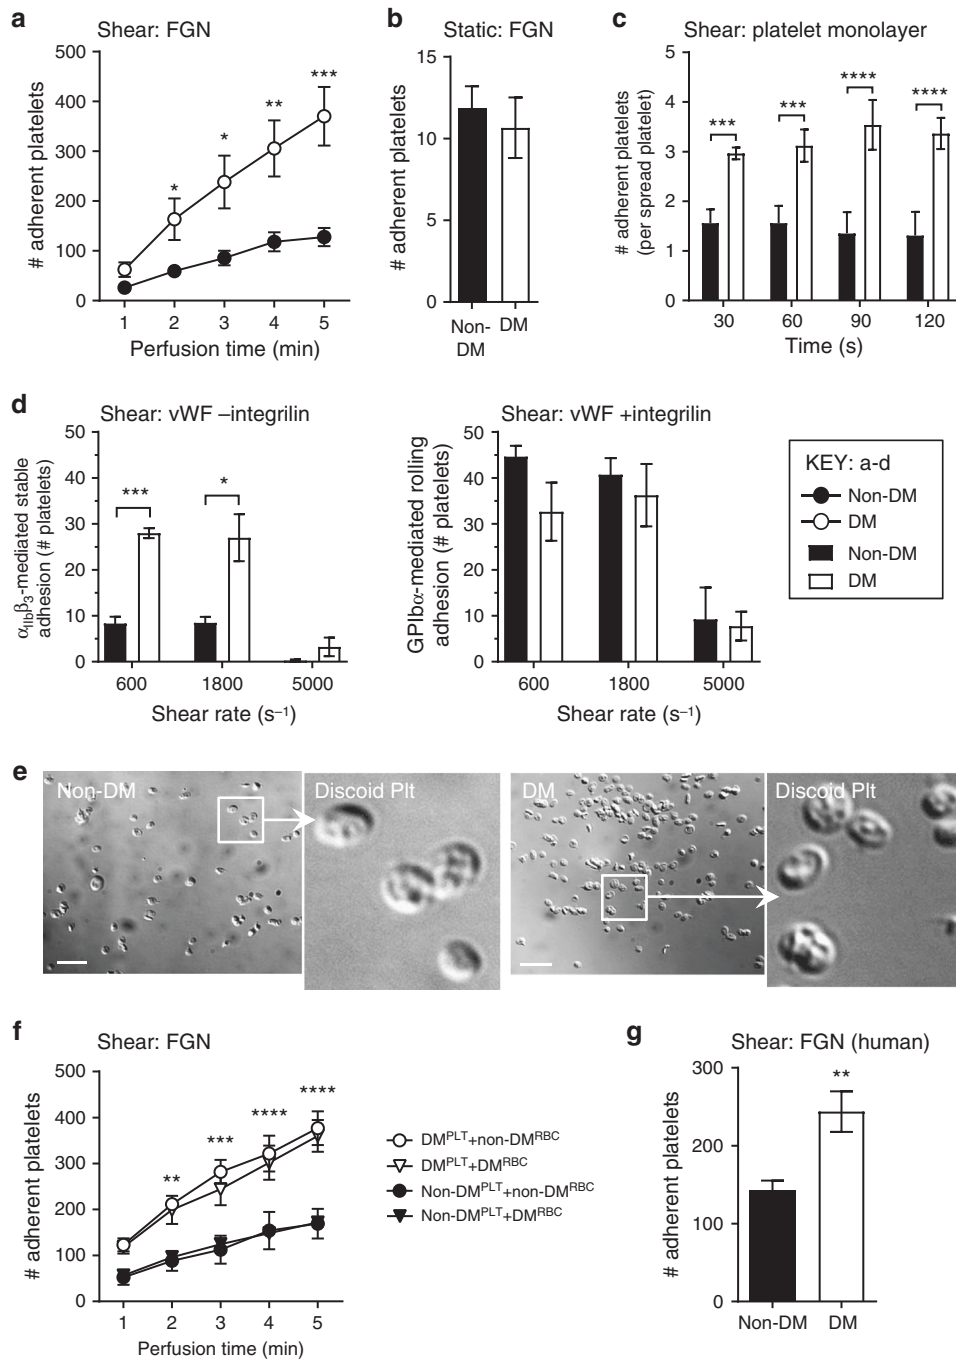 a
Shear: FGN
# adherent platelets
500
400
300
200
100
0
*
*
**
***
1 2 3 4 5
Perfusion time (min)
b
Static: FGN
# adherent platelets
15
10
5
0
Non-DM
DM
c
Shear: platelet monolayer
# adherent platelets
(per spread platelet)
5
4
3
2
1
0
***
***
****
****
30 60 90 120
Time (s)
d
Shear: vWF –integrilin
αIIbβ3-mediated stable
adhesion (# platelets)
50
40
30
20
10
0
***
*
600 1800 5000
Shear rate (s–1)
Shear: vWF +integrilin
GPIbα-mediated rolling
adhesion (# platelets)
50
40
30
20
10
0
600 1800 5000
Shear rate (s–1)
KEY: a-d
Non-DM
DM
Non-DM
DM
e
Non-DM
Discoid Plt
DM
Discoid Plt
f
Shear: FGN
# adherent platelets
500
400
300
200
100
0
**
***
****
****
1 2 3 4 5
Perfusion time (min)
DMPLT+non-DMRBC
DMPLT+DMRBC
Non-DMPLT+non-DMRBC
Non-DMPLT+DMRBC
g
Shear: FGN (human)
# adherent platelets
300
200
100
0
**
Non-DM DM